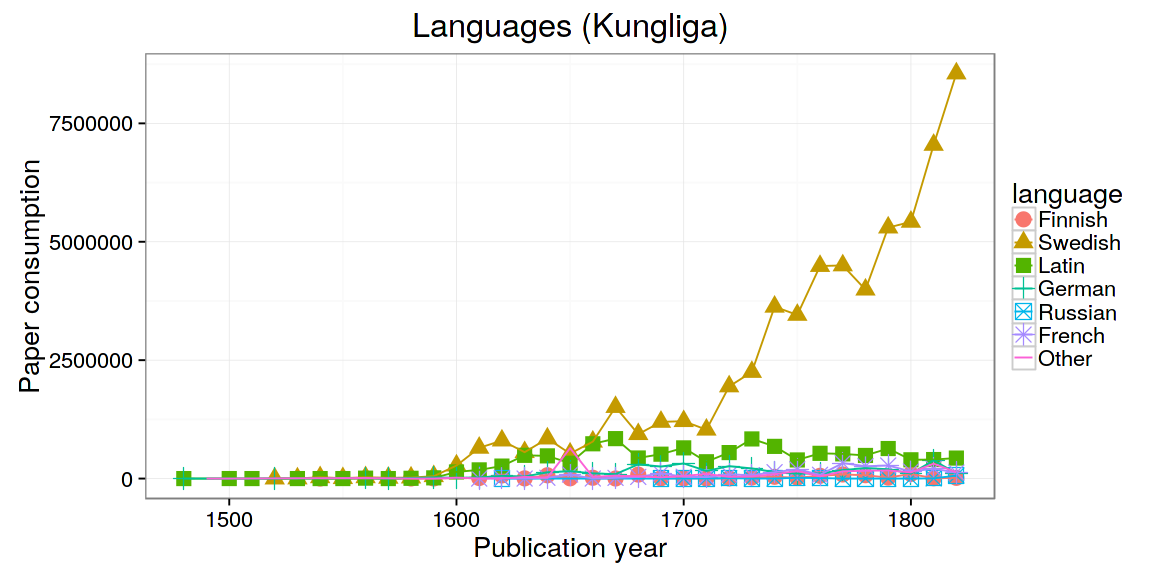 Languages (Kungliga)
Paper consumption
7500000
5000000
2500000
0
1500
1600
1700
1800
Publication year
language
Finnish
Swedish
Latin
German
Russian
French
Other